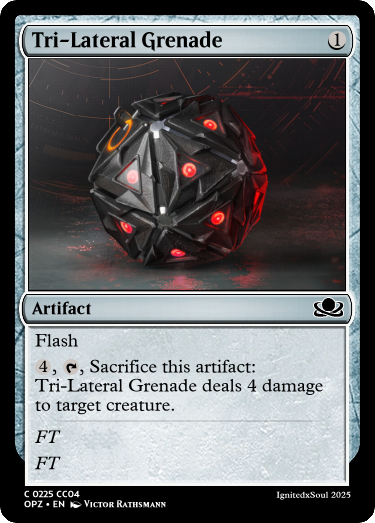 Tri-Lateral Grenade 1
Artifact
Flash
4, , Sacrifice this artifact:
Tri-Lateral Grenade deals 4 damage
to target creature.
FT
FT
C 0225 CC04
OPZ • EN VICTOR RATHSMANN
IgnitedxSoul 2025